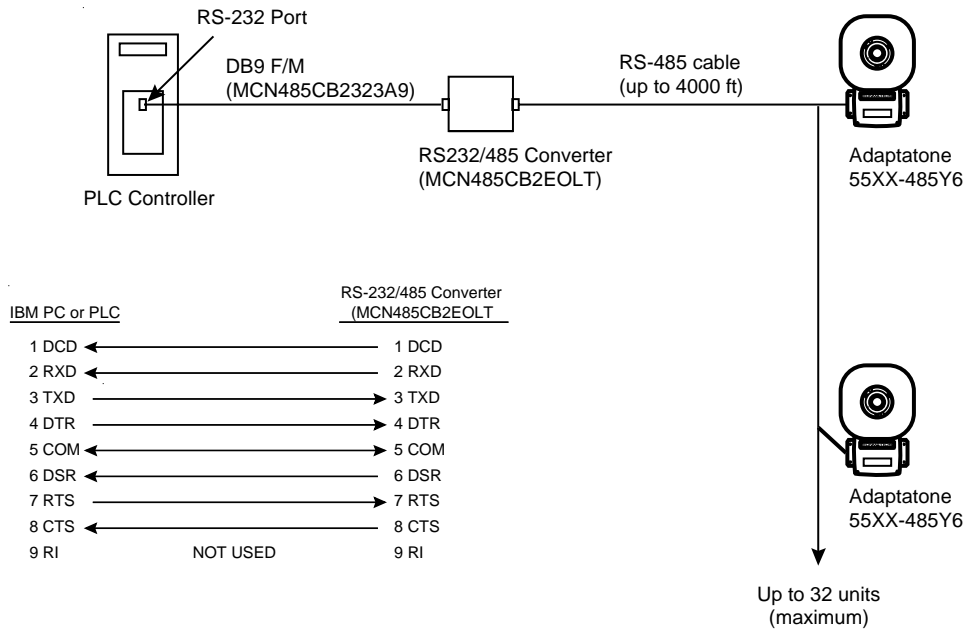 RS-232 Port
DB9 F/M
(MCN485CB2323A9)
RS-485 cable
(up to 4000 ft)
RS232/485 Converter
(MCN485CB2EOLT)
PLC Controller
Adaptatone
55XX-485Y6
IBM PC or PLC
RS-232/485 Converter
(MCN485CB2EOLT
1 DCD 1 DCD
2 RXD 2 RXD
3 TXD 3 TXD
4 DTR 4 DTR
5 COM 5 COM
6 DSR 6 DSR
7 RTS 7 RTS
8 CTS 8 CTS
9 RI NOT USED 9 RI
Adaptatone
55XX-485Y6
Up to 32 units
(maximum)